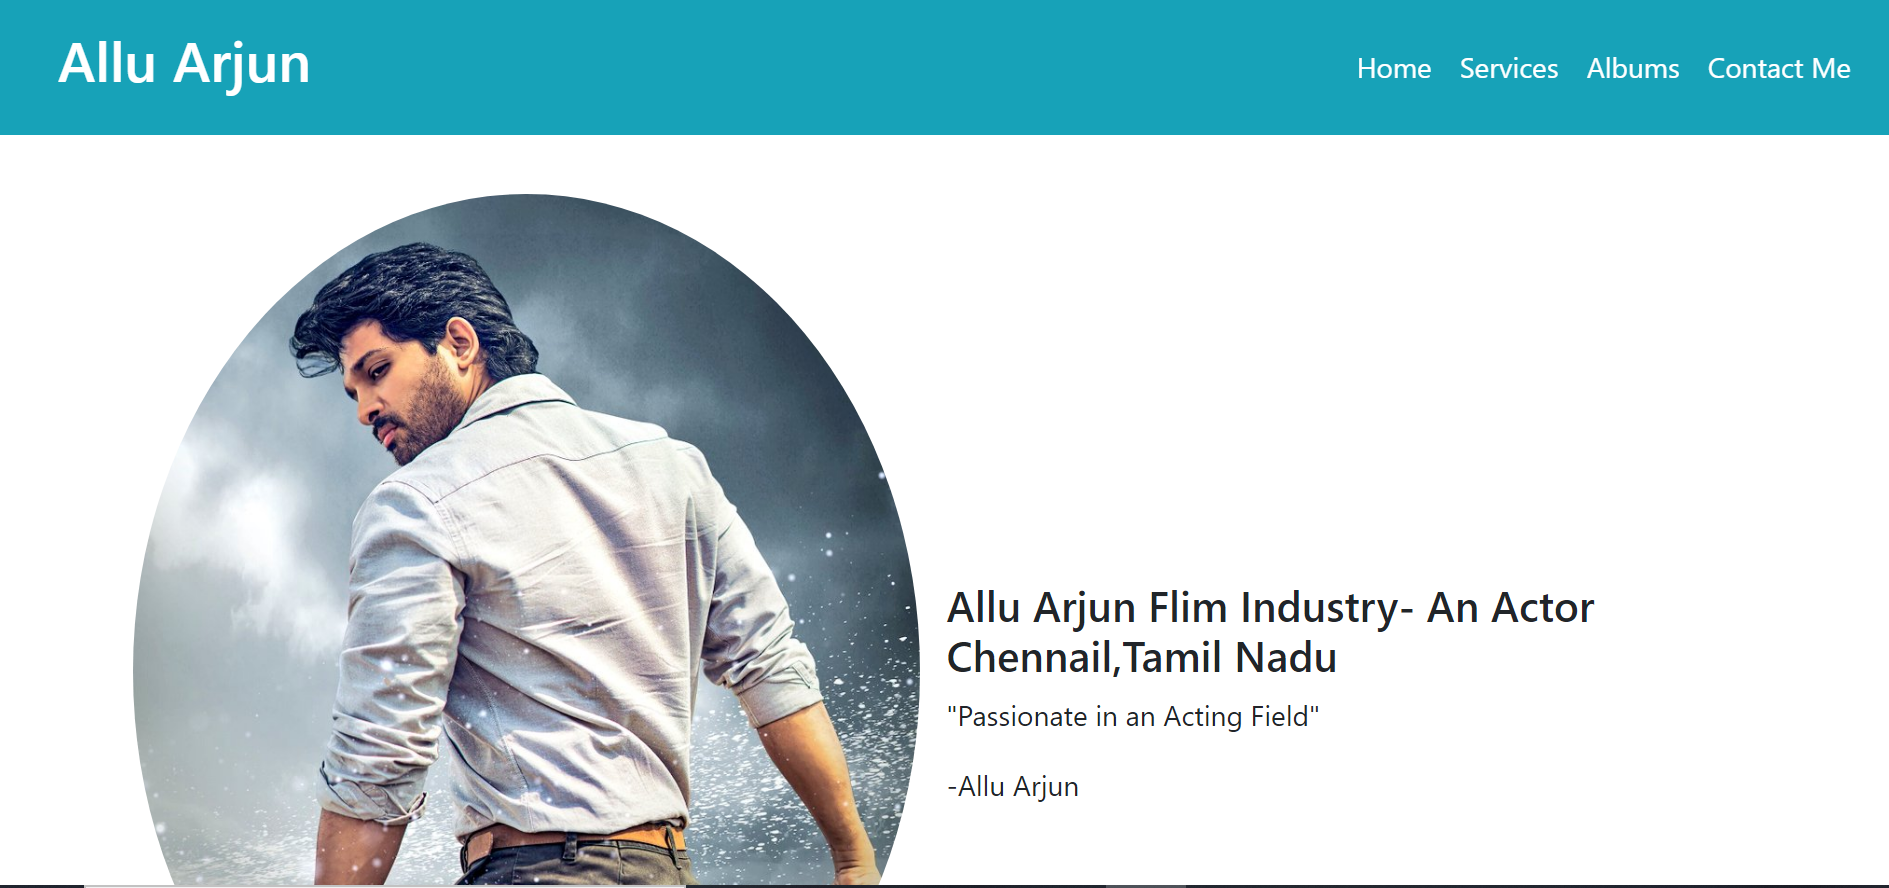 Allu Arjun
Home Services Albums Contact Me
Allu Arjun Flim Industry- An Actor
Chennail,Tamil Nadu
"Passionate in an Acting Field"
-Allu Arjun